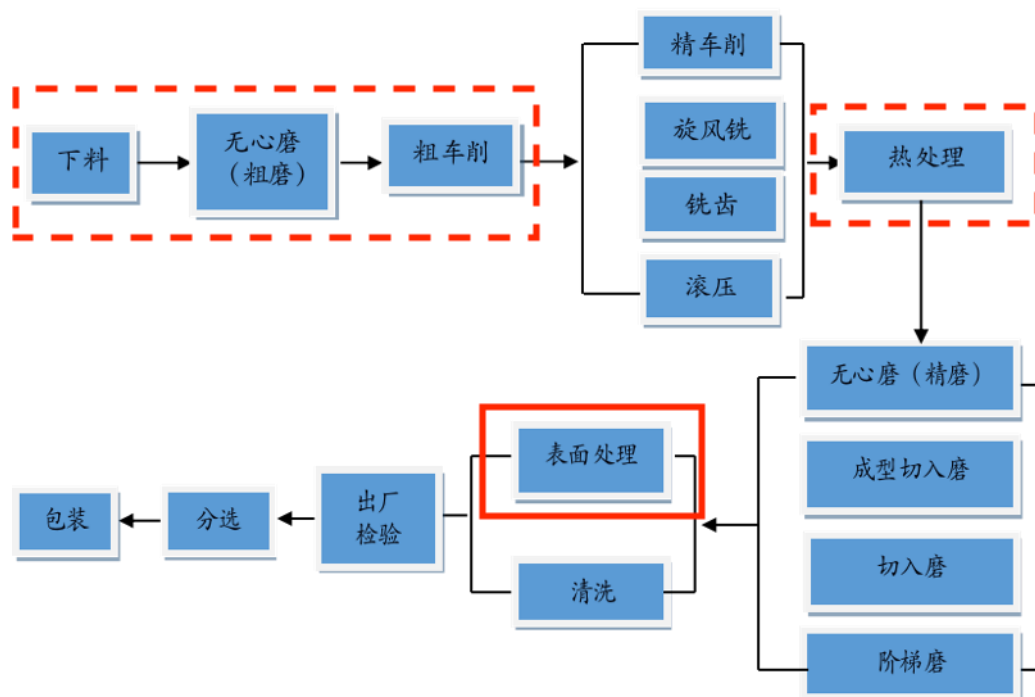 下料
无心磨
（粗磨）
粗车削
精车削
旋风铣
铣齿
滚压
热处理
无心磨（精磨）
成型切入磨
切入磨
阶梯磨
表面处理
清洗
出厂
检验
分选
包装